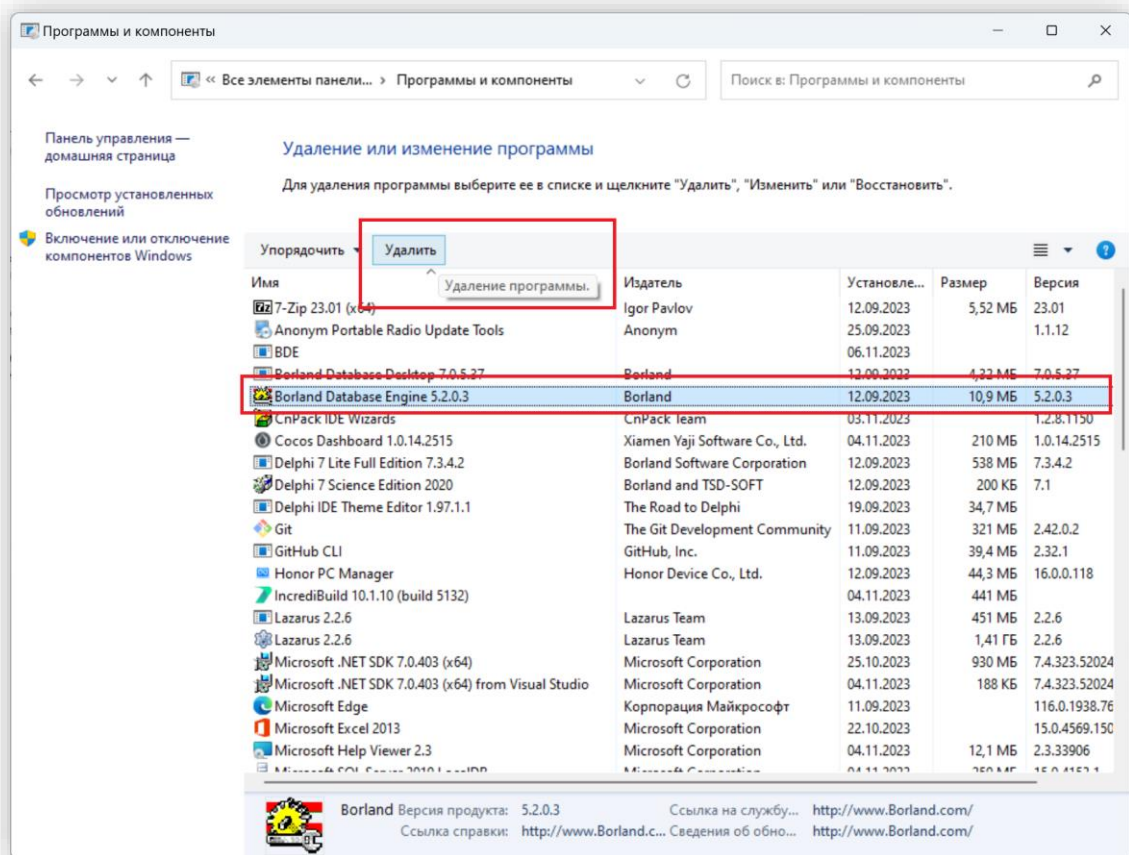 Программы и компоненты
« Все элементы панели... › Программы и компоненты
Поиск в: Программы и компоненты
Панель управления —
домашняя страница
Просмотр установленных
обновлений
Включение или отключение
компонентов Windows
Удаление или изменение программы
Для удаления программы выберите ее в списке и щелкните "Удалить", "Изменить" или "Восстановить".
Упорядочить Удалить
Удаление программы.
Имя Издатель Установле... Размер Версия
7-Zip 23.01 (x64) Igor Pavlov 12.09.2023 5,52 МБ 23.01
Anonym Portable Radio Update Tools Anonym 25.09.2023 1.1.12
BDE 06.11.2023
Borland Database Desktop 7.0.5.37 Borland 12.09.2023 4,32 МБ 7.0.5.37
Borland Database Engine 5.2.0.3 Borland 12.09.2023 10,9 МБ 5.2.0.3
CnPack IDE Wizards CnPack Team 03.11.2023 1.2.8.1150
Cocos Dashboard 1.0.14.2515 Xiamen Yaji Software Co., Ltd. 04.11.2023 210 МБ 1.0.14.2515
Delphi 7 Lite Full Edition 7.3.4.2 Borland Software Corporation 12.09.2023 538 МБ 7.3.4.2
Delphi 7 Science Edition 2020 Borland and TSD-SOFT 12.09.2023 200 КБ 7.1
Delphi IDE Theme Editor 1.97.1.1 The Road to Delphi 19.09.2023 34,7 МБ
Git The Git Development Community 11.09.2023 321 МБ 2.42.0.2
GitHub CLI GitHub, Inc. 11.09.2023 39,4 МБ 2.32.1
Honor PC Manager Honor Device Co., Ltd. 12.09.2023 44,3 МБ 16.0.0.118
IncrediBuild 10.1.10 (build 5132) 04.11.2023 441 МБ
Lazarus 2.2.6 Lazarus Team 13.09.2023 451 МБ 2.2.6
Lazarus 2.2.6 Lazarus Team 13.09.2023 1,41 ГБ 2.2.6
Microsoft .NET SDK 7.0.403 (x64) Microsoft Corporation 25.10.2023 930 МБ 7.4.323.52024
Microsoft .NET SDK 7.0.403 (x64) from Visual Studio Microsoft Corporation 04.11.2023 188 КБ 7.4.323.52024
Microsoft Edge Корпорация Майкрософт 11.09.2023 116.0.1938.76
Microsoft Excel 2013 Microsoft Corporation 22.10.2023 15.0.4569.150
Microsoft Help Viewer 2.3 Microsoft Corporation 04.11.2023 12,1 МБ 2.3.33906
Microsoft SQL Server 2019 LocalDB Microsoft Corporation 04.11.2023
Borland Версия продукта: 5.2.0.3 Ссылка на службу... http://www.Borland.com/
Ссылка справки: http://www.Borland.c... Сведения об обно... http://www.Borland.com/